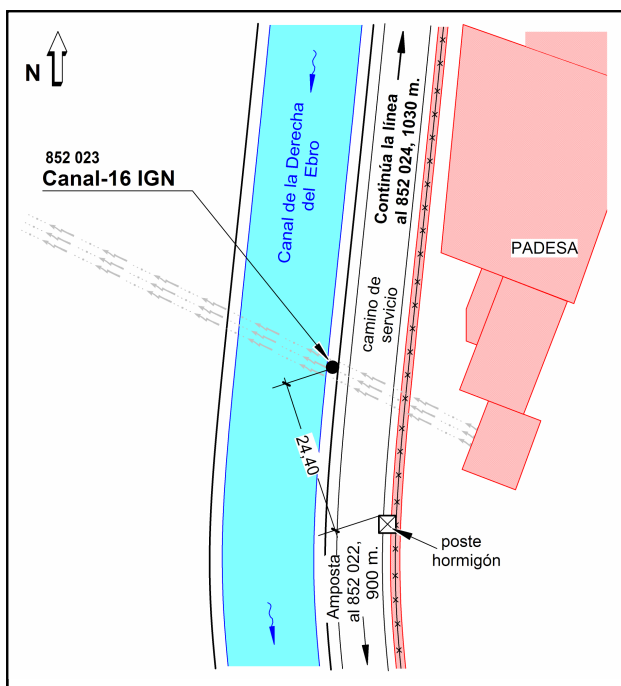 N
852 023
Canal-16 IGN
Canal de la Derecha
del Ebro
Continúa la línea
al 852 024, 1030 m.
PADESA
camino de
servicio
24,40
Amposta
al 852 022,
900 m.
poste
hormigón